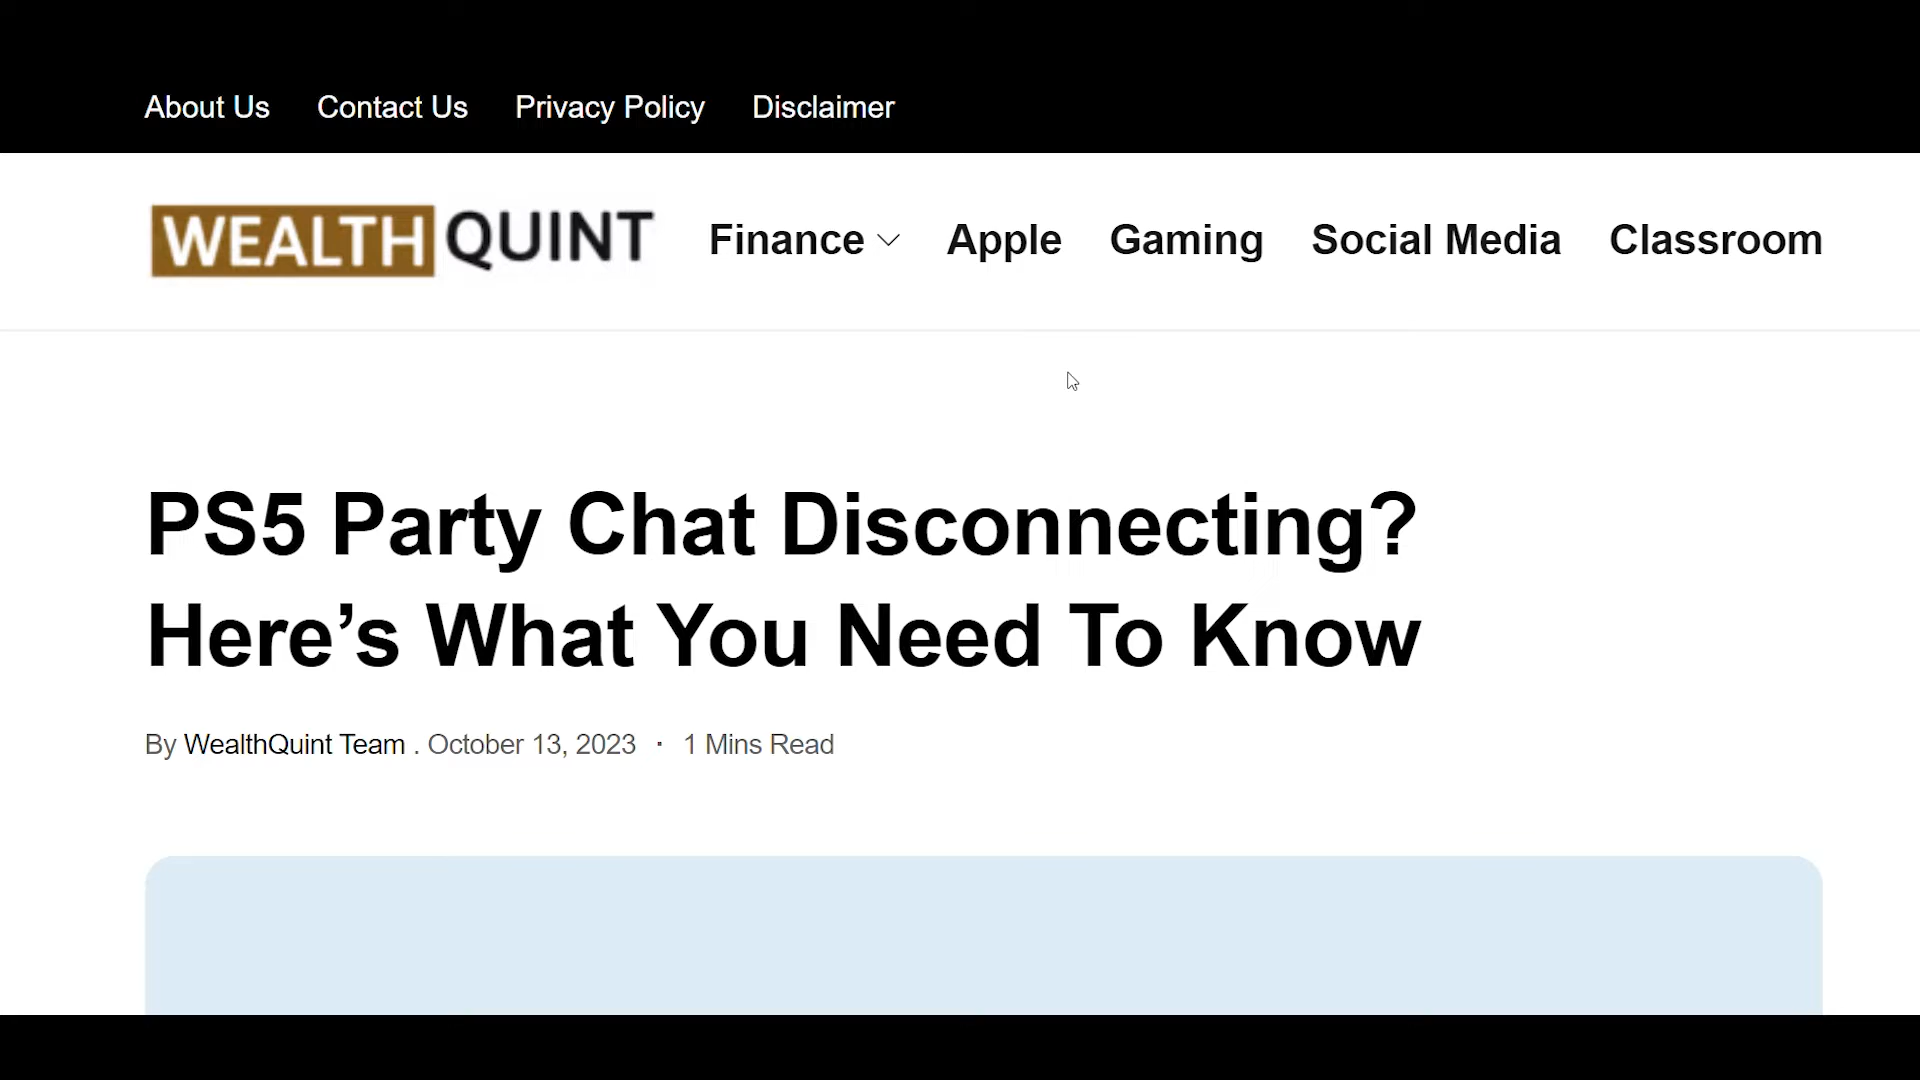 About Us Contact Us Privacy Policy Disclaimer
WEALTH QUINT Finance Apple Gaming Social Media Classroom
PS5 Party Chat Disconnecting?
Here’s What You Need To Know
By WealthQuint Team . October 13, 2023 · 1 Mins Read